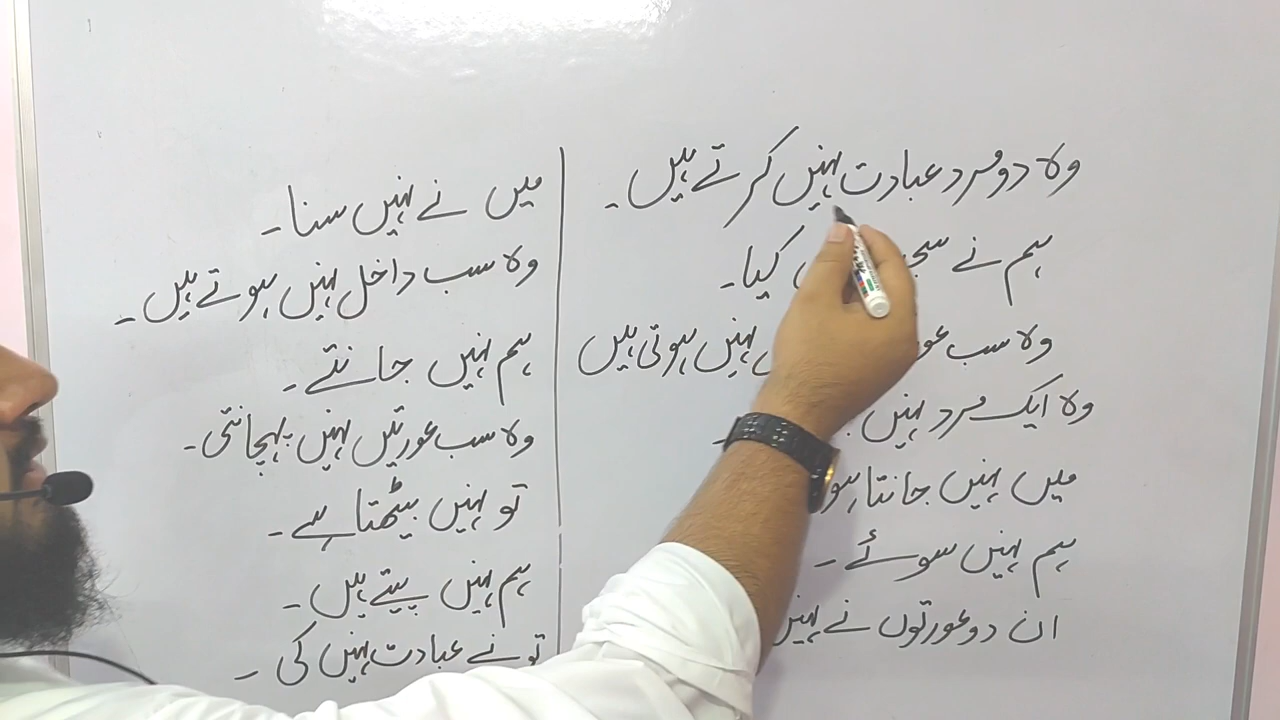 وہ دو مرد عبادت نہیں کرتے ہیں۔
ہم نے کیا۔
وہ سب نہیں ہوتی ہیں
وہ ایک مرد نہیں
میں نہیں جانتا
ہم نہیں سوئے۔
ان دو عورتوں نے نہیں
میں نے نہیں سنا۔
وہ سب داخل نہیں ہوتے ہیں۔
ہم نہیں جانتے۔
وہ سب عورتیں نہیں پہچانتی۔
تو نہیں بیٹھتا ہے۔
ہم نہیں پیتے ہیں۔
تو نے عبادت نہیں کی۔